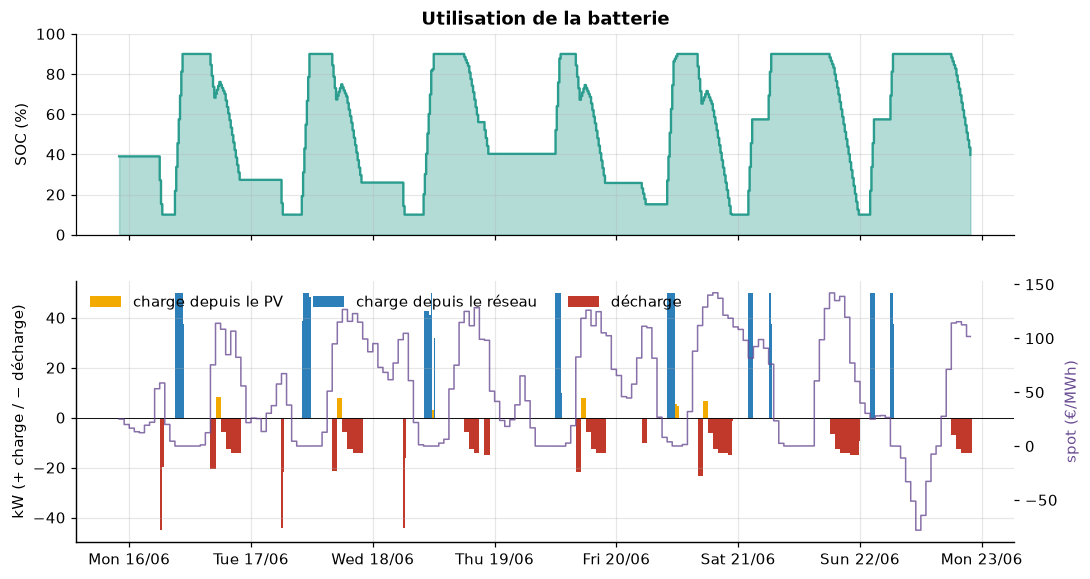 Utilisation de la batterie
100
80
60
40
20
0
SOC (%)
charge depuis le PV
charge depuis le réseau
décharge
40
20
0
−20
−40
kW (+ charge / − décharge)
150
100
50
0
−50
spot (€/MWh)
Mon 16/06
Tue 17/06
Wed 18/06
Thu 19/06
Fri 20/06
Sat 21/06
Sun 22/06
Mon 23/06